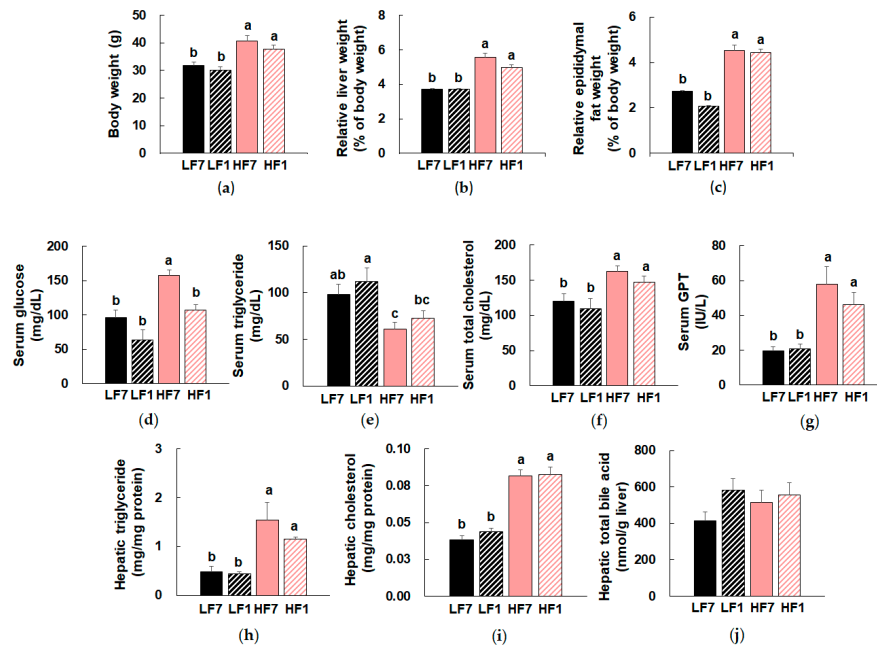 Body weight (g)
50
40
30
20
10
0
b
b
a
a
LF7 LF1 HF7 HF1
(a)
Relative liver weight
(% of body weight)
8
6
4
2
0
b
b
a
a
LF7 LF1 HF7 HF1
(b)
Relative epididymal
fat weight
(% of body weight)
6
4
2
0
b
b
a
a
LF7 LF1 HF7 HF1
(c)
Serum glucose
(mg/dL)
200
150
100
50
0
b
b
a
b
LF7 LF1 HF7 HF1
(d)
Serum triglyceride
(mg/dL)
150
100
50
0
ab
a
c
bc
LF7 LF1 HF7 HF1
(e)
Serum total cholesterol
(mg/dL)
200
150
100
50
0
b
b
a
a
LF7 LF1 HF7 HF1
(f)
Serum GPT
(IU/L)
80
60
40
20
0
b
b
a
a
LF7 LF1 HF7 HF1
(g)
Hepatic triglyceride
(mg/mg protein)
3
2
1
0
b
b
a
a
LF7 LF1 HF7 HF1
(h)
Hepatic cholesterol
(mg/mg protein)
0.10
0.08
0.05
0.03
0.00
b
b
a
a
LF7 LF1 HF7 HF1
(i)
Hepatic total bile acid
(nmol/g liver)
800
600
400
200
0
LF7 LF1 HF7 HF1
(j)